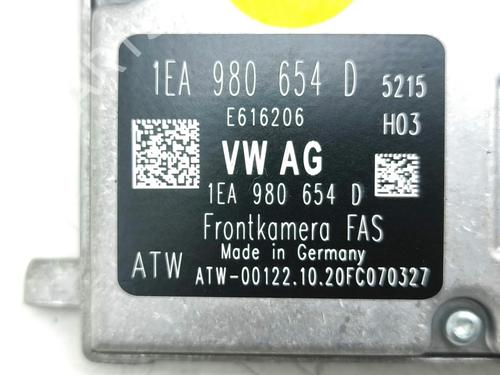 1EA 980 654 D 5215
E616206 H03
VW AG
1EA 980 654 D
Frontkamera FAS
Made in Germany
ATW ATW-00122.10.20FC070327